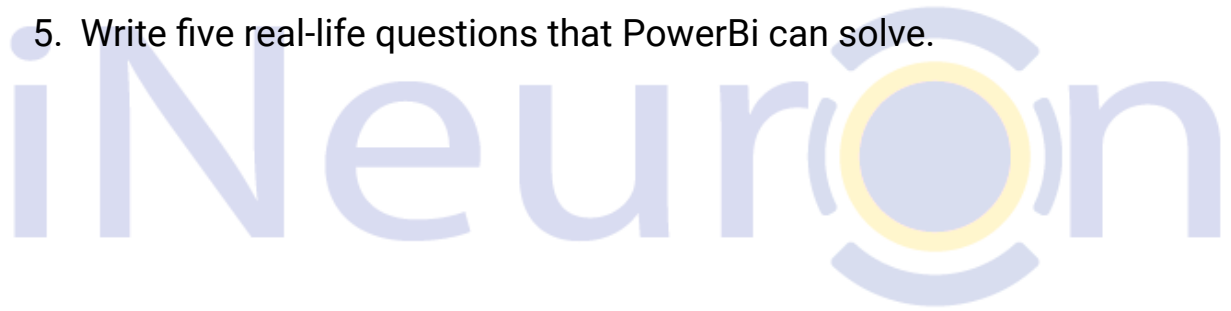 5. Write five real-life questions that PowerBi can solve.
iNeuron